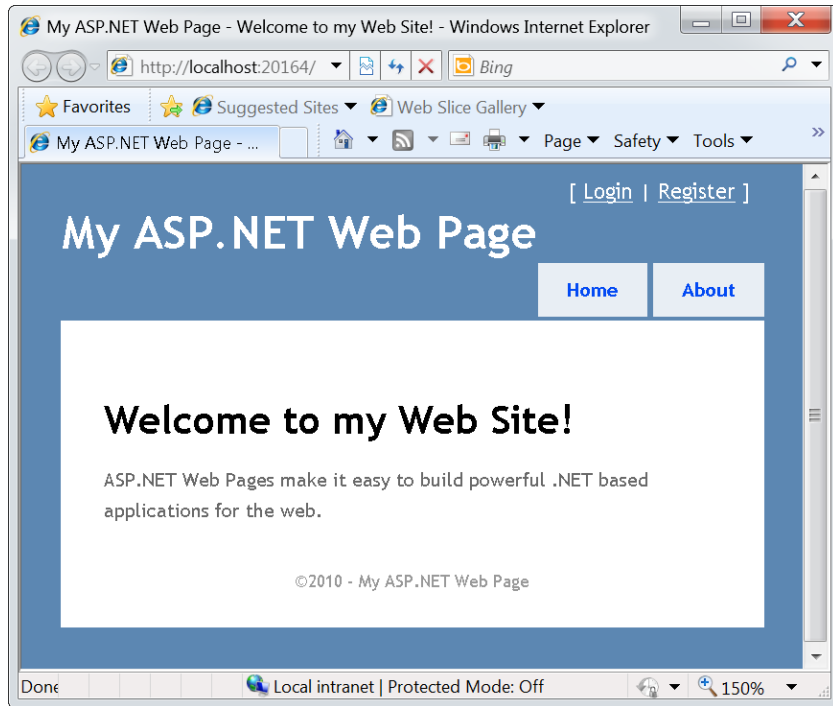 My ASP.NET Web Page - Welcome to my Web Site! - Windows Internet Explorer
http://localhost:20164/ Bing
Favorites Suggested Sites Web Slice Gallery
My ASP.NET Web Page - ... Page Safety Tools »
[ Login | Register ]
My ASP.NET Web Page
Home About
Welcome to my Web Site!
ASP.NET Web Pages make it easy to build powerful .NET based
applications for the web.
©2010 - My ASP.NET Web Page
Done Local intranet | Protected Mode: Off 150%